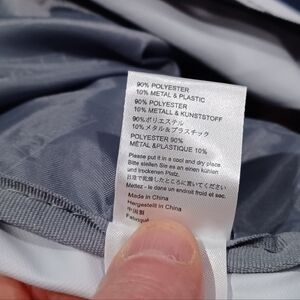 90% POLYESTER
10% METAL & PLASTIC
90% POLYESTER
10% METALL & KUNSTSTOFF
90%ポリエステル
10%メタル&プラスチック
90% POLYESTER
MÉTAL &PLASTIQUE 10%
Please put it in a cool and dry place.
Bitte stellen Sie es an einen kühlen
und trockenen Platz.
冷暗で乾燥したところに置いてください
Mettez - le dans un endroit froid et sec.
Made in China
Hergestellt in China
中国製
Fabriqué